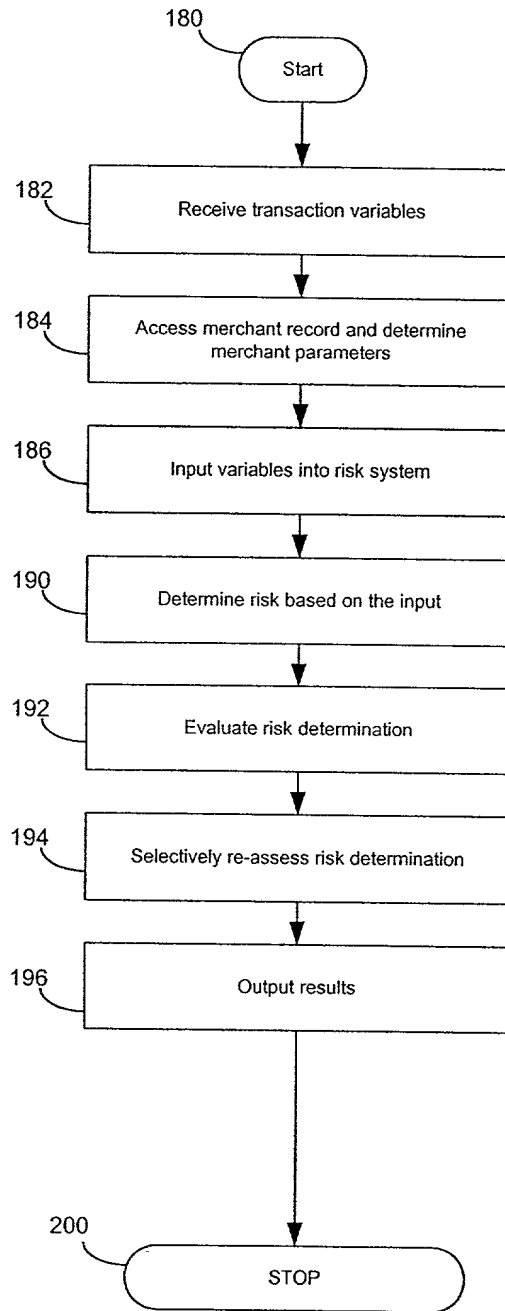 180
Start
182
Receive transaction variables
184
Access merchant record and determine
merchant parameters
186
Input variables into risk system
190
Determine risk based on the input
192
Evaluate risk determination
194
Selectively re-assess risk determination
196
Output results
200
STOP